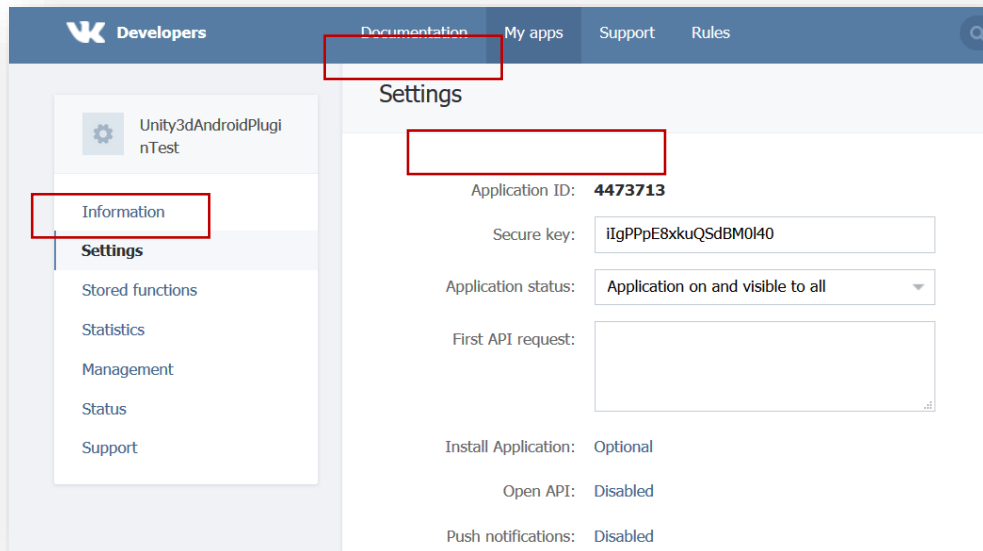 VK Developers
Documentation My apps Support Rules
Unity3dAndroidPlugi
nTest
Information
Settings
Stored functions
Statistics
Management
Status
Support
Settings
Application ID: 4473713
Secure key: iIgPPpE8xkuQSdBM0l40
Application status: Application on and visible to all
First API request:
Install Application: Optional
Open API: Disabled
Push notifications: Disabled